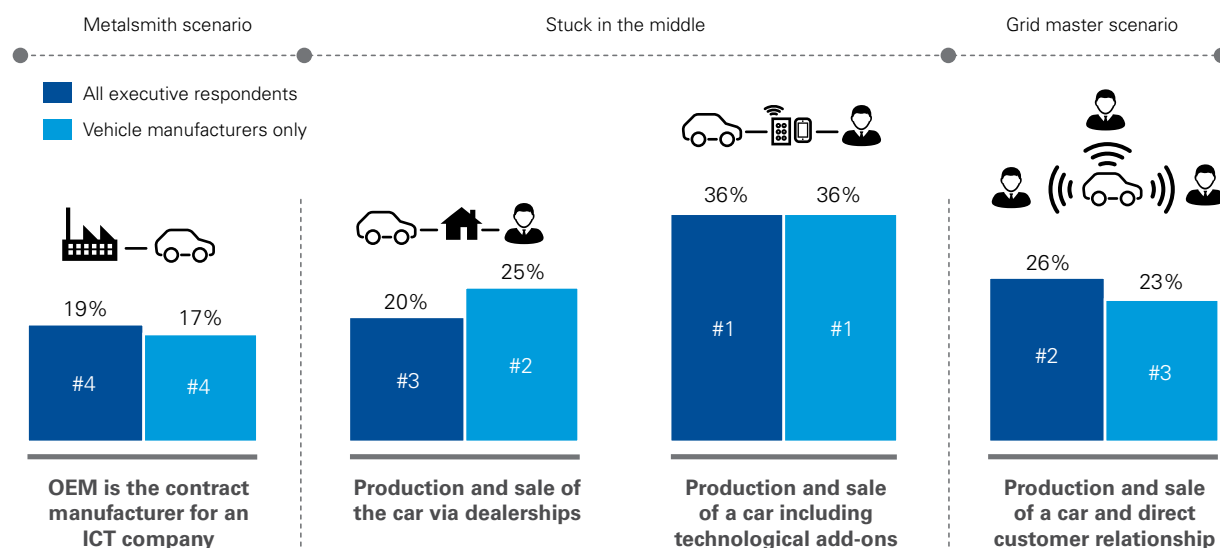 Metalsmith scenario
Stuck in the middle
Grid master scenario
All executive respondents
Vehicle manufacturers only
19%
17%
#4
#4
OEM is the contract
manufacturer for an
ICT company
20%
25%
#3
#2
Production and sale of
the car via dealerships
36%
36%
#1
#1
Production and sale
of a car including
technological add-ons
26%
23%
#2
#3
Production and sale
of a car and direct
customer relationship